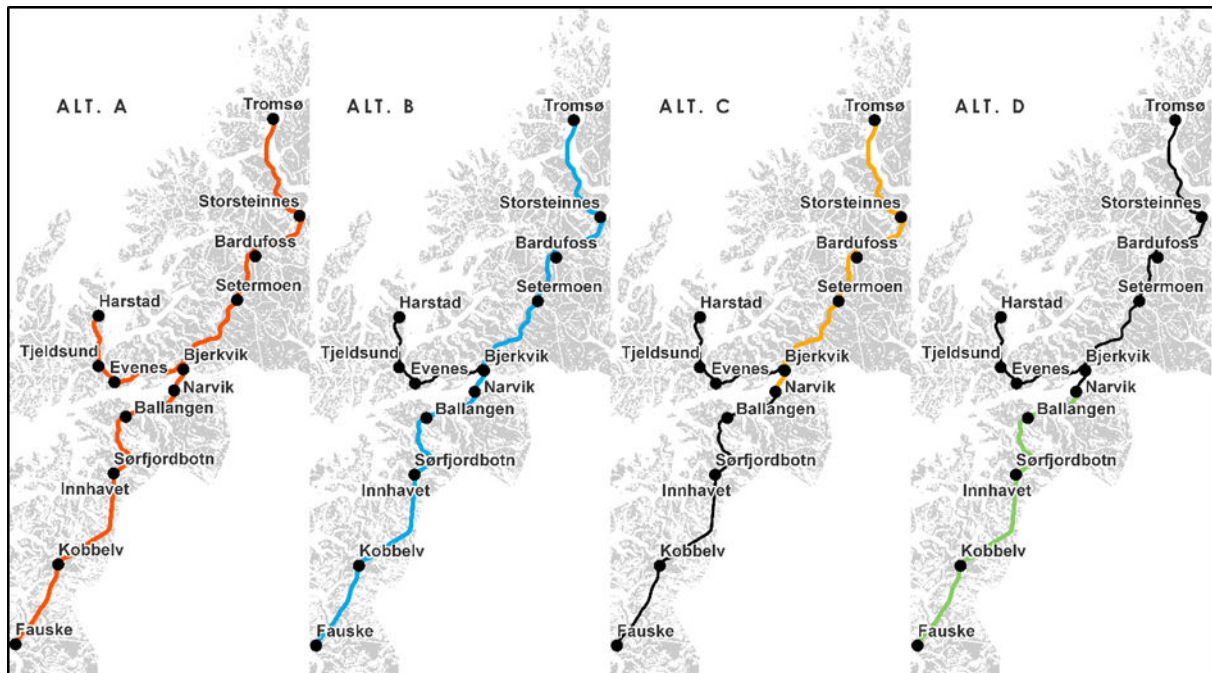 ALT. A
Tromsø
Storsteinnes
Bardufoss
Setermoen
Harstad
Tjeldsund
Evenes
Bjerkvik
Narvik
Ballangen
Sørfjordbotn
Innhavet
Kobbelv
Fauske
ALT. B
Tromsø
Storsteinnes
Bardufoss
Setermoen
Harstad
Tjeldsund
Evenes
Bjerkvik
Narvik
Ballangen
Sørfjordbotn
Innhavet
Kobbelv
Fauske
ALT. C
Tromsø
Storsteinnes
Bardufoss
Setermoen
Harstad
Tjeldsund
Evenes
Bjerkvik
Narvik
Ballangen
Sørfjordbotn
Innhavet
Kobbelv
Fauske
ALT. D
Tromsø
Storsteinnes
Bardufoss
Setermoen
Harstad
Tjeldsund
Evenes
Bjerkvik
Narvik
Ballangen
Sørfjordbotn
Innhavet
Kobbelv
Fauske